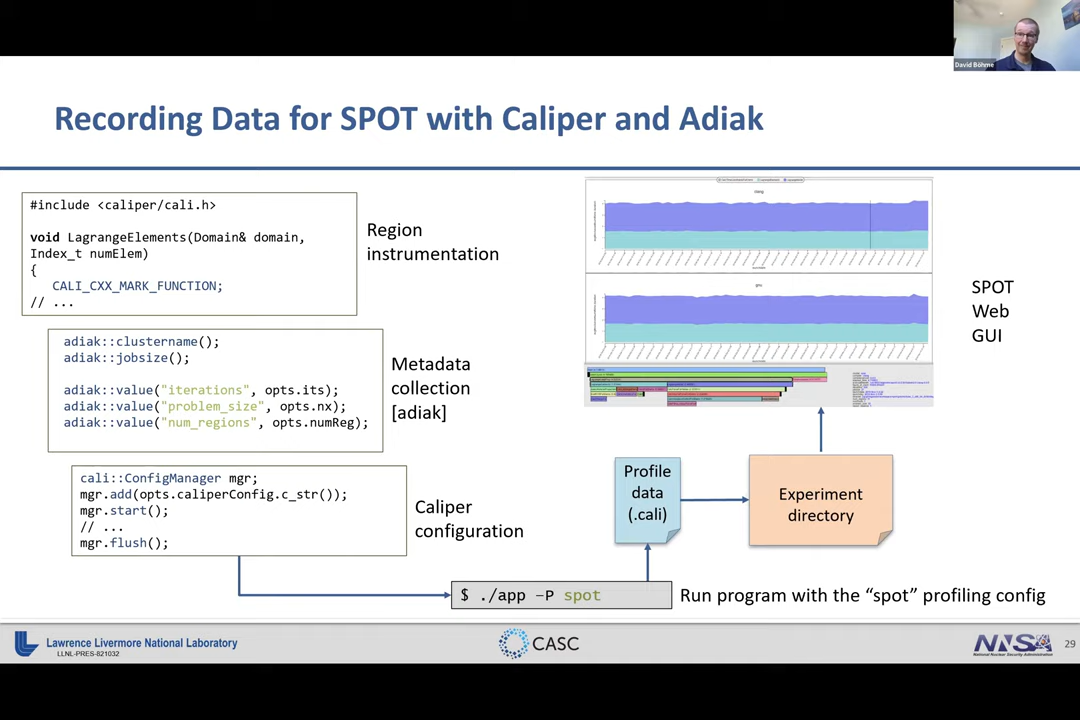 David Böhme
Recording Data for SPOT with Caliper and Adiak
#include <caliper/cali.h>
void LagrangeElements(Domain& domain,
Index_t numElem)
{
CALI_CXX_MARK_FUNCTION;
// ...
Region
instrumentation
adiak::clustername();
adiak::jobsize();
adiak::value("iterations", opts.its);
adiak::value("problem_size", opts.nx);
adiak::value("num_regions", opts.numReg);
Metadata
collection
[adiak]
cali::ConfigManager mgr;
mgr.add(opts.caliperConfig.c_str());
mgr.start();
// ...
mgr.flush();
Caliper
configuration
SPOT
Web
GUI
Profile
data
(.cali)
Experiment
directory
$ ./app –P spot
Run program with the “spot” profiling config
Lawrence Livermore National Laboratory
LLNL-PRES-821032
CASC
NNSA
National Nuclear Security Administration
29